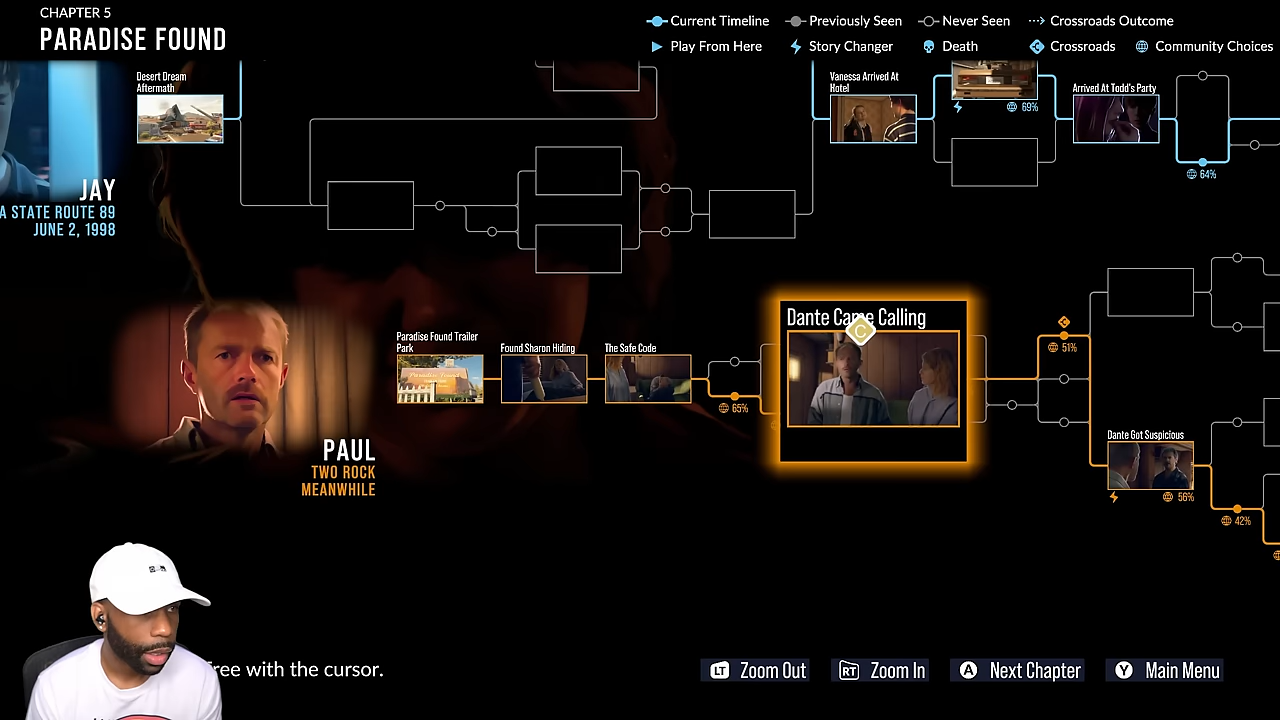 CHAPTER 5
PARADISE FOUND
Current Timeline
Previously Seen
Never Seen
Crossroads Outcome
Play From Here
Story Changer
Death
Crossroads
Community Choices
Desert Dream
Aftermath
Vanessa Arrived At
Hotel
69%
Arrived At Todd's Party
64%
JAY
A STATE ROUTE 89
JUNE 2, 1998
Paradise Found Trailer
Park
Found Sharon Hiding
The Safe Code
65%
Dante Came Calling
C
51%
Dante Got Suspicious
56%
42%
PAUL
TWO ROCK
MEANWHILE
ree with the cursor.
LT Zoom Out
RT Zoom In
A Next Chapter
Y Main Menu